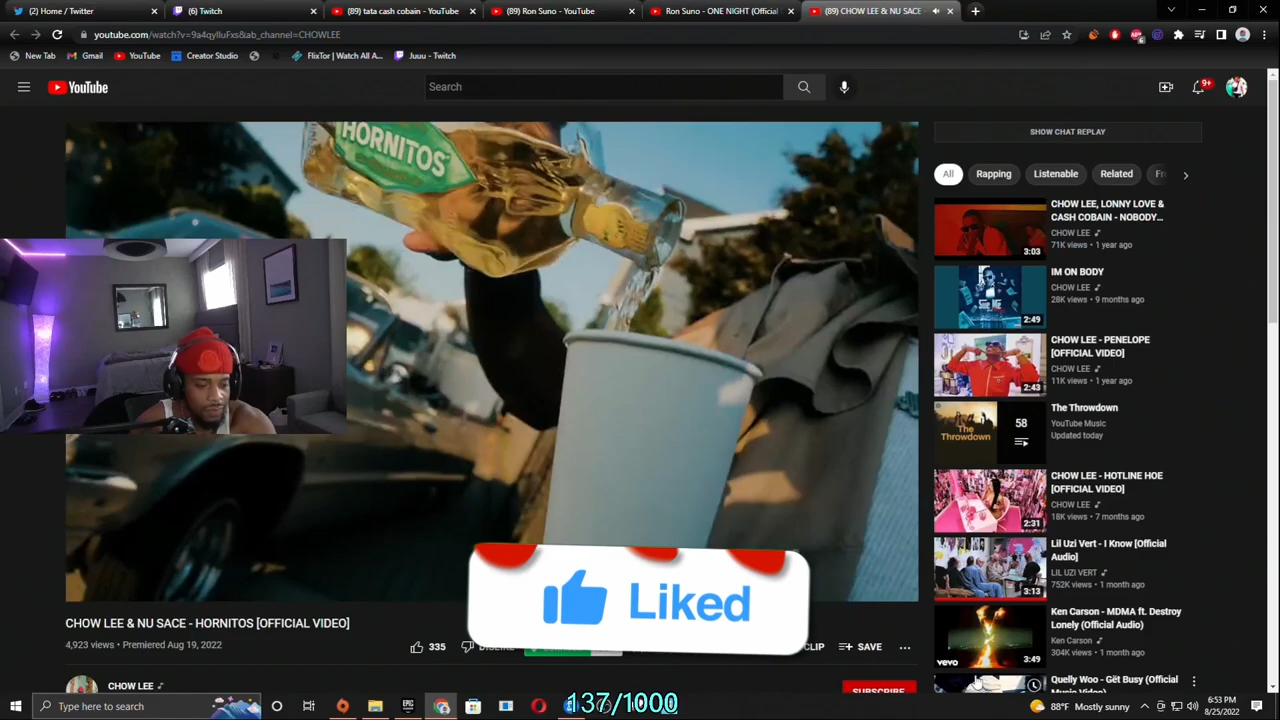 (2) Home / Twitter
(6) Twitch
(89) tata cash cobain - YouTube
(89) Ron Suno - YouTube
Ron Suno - ONE NIGHT (Official
(89) CHOW LEE & NU SACE
youtube.com/watch?v=9a4qylluFxs&ab_channel=CHOWLEE
New Tab
Gmail
YouTube
Creator Studio
FlixTor | Watch All A...
Juuu - Twitch
YouTube
Search
9+
HORNITOS
SHOW CHAT REPLAY
All
Rapping
Listenable
Related
CHOW LEE, LONNY LOVE &
CASH COBAIN - NOBODY...
CHOW LEE
71K views • 1 year ago
3:03
IM ON BODY
CHOW LEE
28K views • 9 months ago
2:49
CHOW LEE - PENELOPE
[OFFICIAL VIDEO]
CHOW LEE
11K views • 1 year ago
2:43
The Throwdown
YouTube Music
Updated today
The
Throwdown
58
CHOW LEE - HOTLINE HOE
[OFFICIAL VIDEO]
CHOW LEE
18K views • 7 months ago
2:31
Lil Uzi Vert - I Know [Official
Audio]
LIL UZI VERT
752K views • 1 month ago
3:13
Ken Carson - MDMA ft. Destroy
Lonely (Official Audio)
Ken Carson
304K views • 1 month ago
vevo
3:49
Quelly Woo - Gët Busy (Official
Music Video)
Liked
CHOW LEE & NU SACE - HORNITOS [OFFICIAL VIDEO]
4,923 views • Premiered Aug 19, 2022
335
DISLIKE
CLIP
SAVE
CHOW LEE
SUBSCRIBE
Type here to search
137/1000
88°F Mostly sunny
6:53 PM
8/25/2022